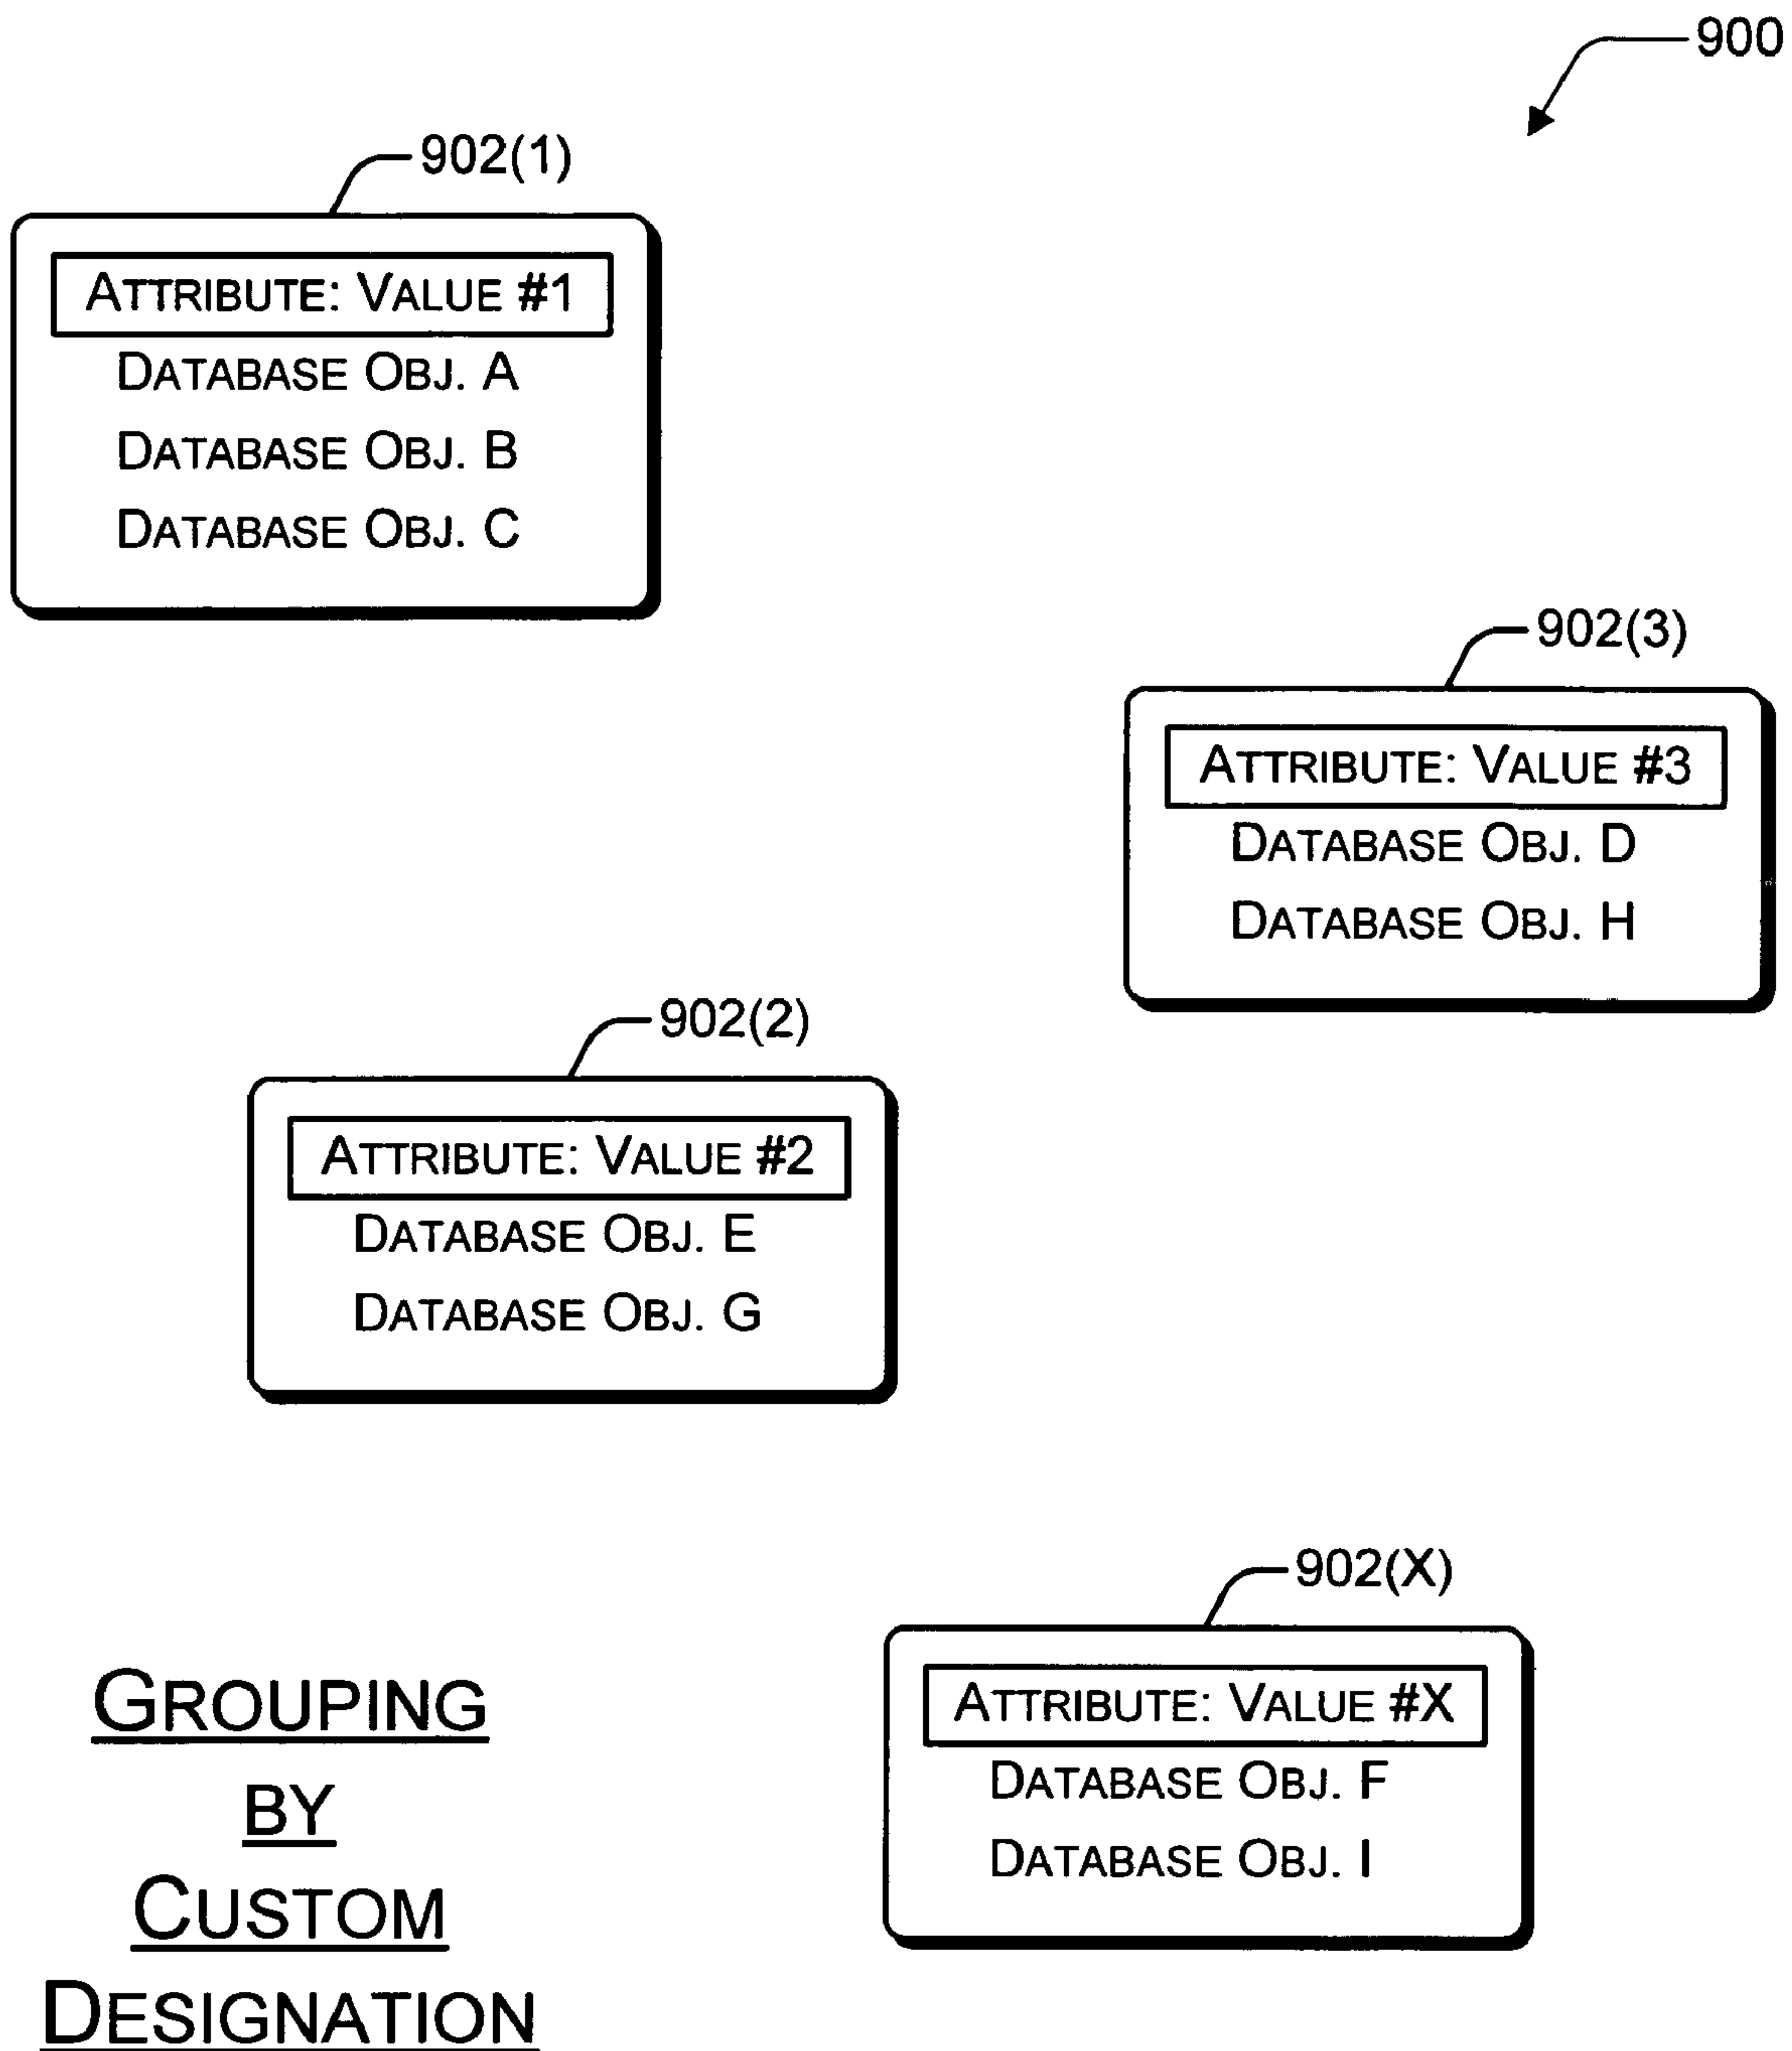 900
902(1)
ATTRIBUTE: VALUE #1
DATABASE OBJ. A
DATABASE OBJ. B
DATABASE OBJ. C
902(3)
ATTRIBUTE: VALUE #3
DATABASE OBJ. D
DATABASE OBJ. H
902(2)
ATTRIBUTE: VALUE #2
DATABASE OBJ. E
DATABASE OBJ. G
902(X)
ATTRIBUTE: VALUE #X
DATABASE OBJ. F
DATABASE OBJ. I
GROUPING
BY
CUSTOM
DESIGNATION